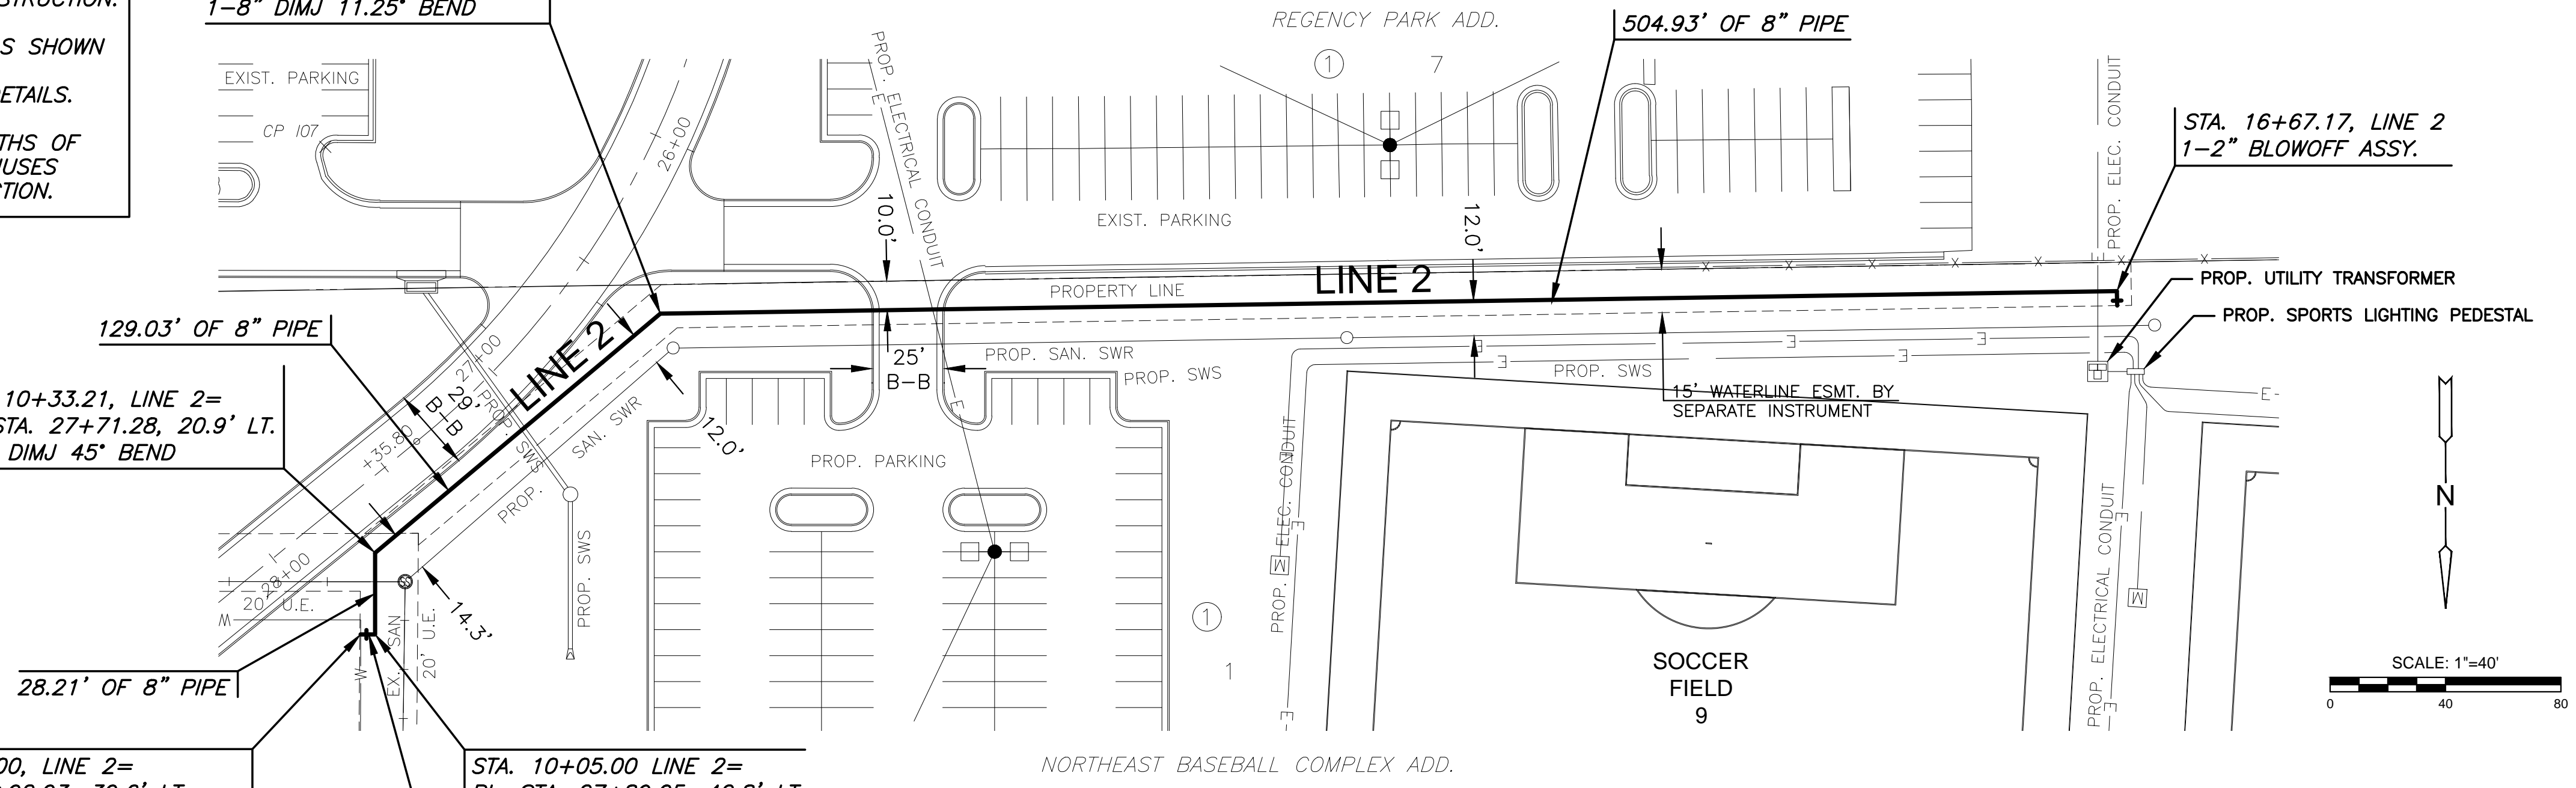 STRUCTION.
S SHOWN
DETAILS.
THS OF
USES
CTION.
1-8" DIMJ 11.25° BEND
REGENCY PARK ADD.
1 7
504.93' OF 8" PIPE
STA. 16+67.17, LINE 2
1-2" BLOWOFF ASSY.
EXIST. PARKING
CP 107
26+00
PROP. ELECTRICAL CONDUIT
E
10.0'
EXIST. PARKING
12.0'
PROP. ELEC. CONDUIT
LINE 2
PROPERTY LINE
X X X X X X X
PROP. UTILITY TRANSFORMER
PROP. SPORTS LIGHTING PEDESTAL
129.03' OF 8" PIPE
LINE 2
27+00
29'
B-B
+35.80
PROP. SWS
PROP. SAN. SWR
12.0'
25'
B-B
PROP. SAN. SWR
PROP. SWS
PROP. SWS
E E E E E
15' WATERLINE ESMT. BY
SEPARATE INSTRUMENT
10+33.21, LINE 2=
STA. 27+71.28, 20.9' LT.
DIMJ 45° BEND
PROP. PARKING
28+00
20' U.E.
W
14.3'
EX. SAN
20' U.E.
W
PROP. SWS
PROP. ELEC. CONDUIT
E E E
M
PROP. ELECTRICAL CONDUIT
E E
M
N
28.21' OF 8" PIPE
1
1
SOCCER
FIELD
9
SCALE: 1"=40'
0 40 80
00, LINE 2=
STA. 10+05.00 LINE 2=
NORTHEAST BASEBALL COMPLEX ADD.